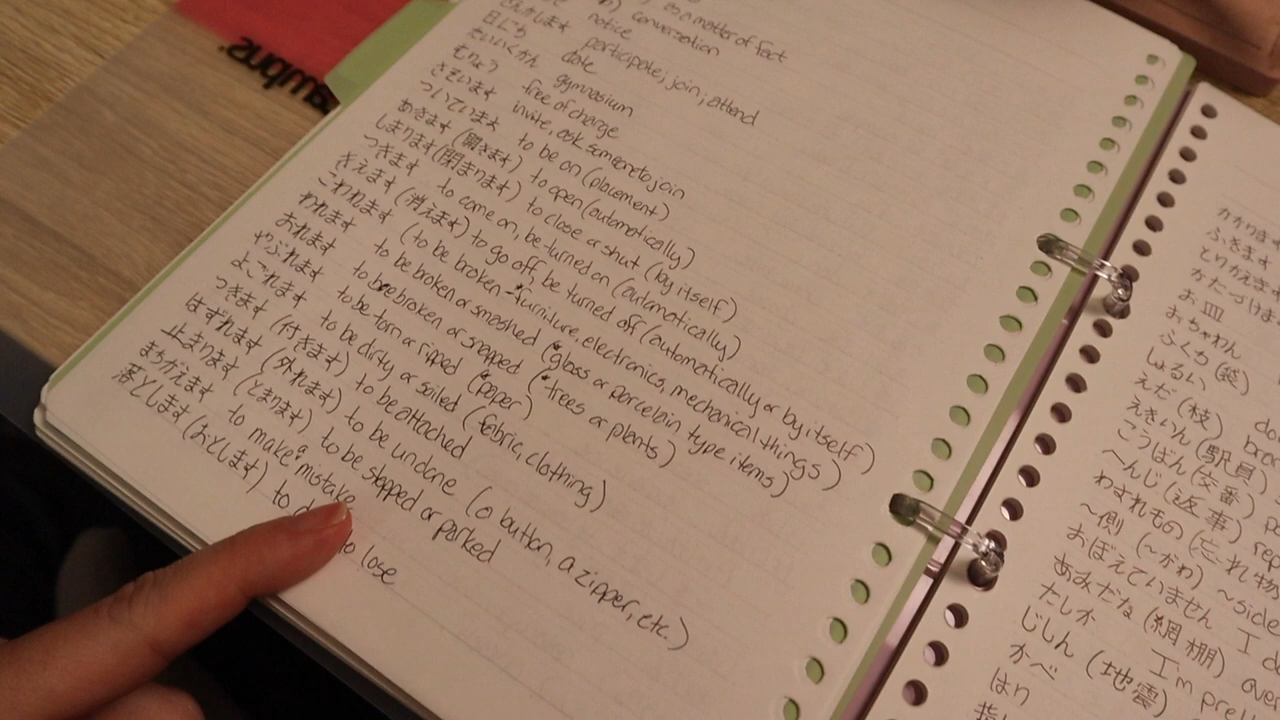 as a matter of fact
conversation
notice
participate; join; attend
日にち date
たいいくかん gymnasium
むりょう free of charge
さそいます invite, ask someone to join
ついています to be on (placement)
あきます (開きます) to open (automatically)
しまります (閉まります) to close or shut (by itself)
つきます to come on, be turned on (automatically)
きえます (消えます) to go off, be turned off (automatically or by itself)
こわれます (to be broken - furniture, electronics, mechanical things)
われます to be broken or smashed (*glass or porcelain type items)
おれます to be broken or snapped (*trees or plants)
やぶれます to be torn or ripped (*paper)
よごれます to be dirty or soiled (fabric, clothing)
つきます (付きます) to be attached
はずれます (外れます) to be undone (a button, a zipper, etc.)
止まります (とまります) to be stopped or parked
まちがえます to make a mistake
落とします (おとします) to lose
ふきます
とりかえま
かたづけま
お皿
おちゃわん
ふくろ (袋)
しょるい
えだ (枝)
えきいん (駅員)
こうばん (交番)
へんじ (返事)
わすれもの (忘れ物
~側 (~がわ) ~side
おぼえていません I do
あみだな (網棚) over
たしか I'm pre
じしん (地震)
かべ
はり
指